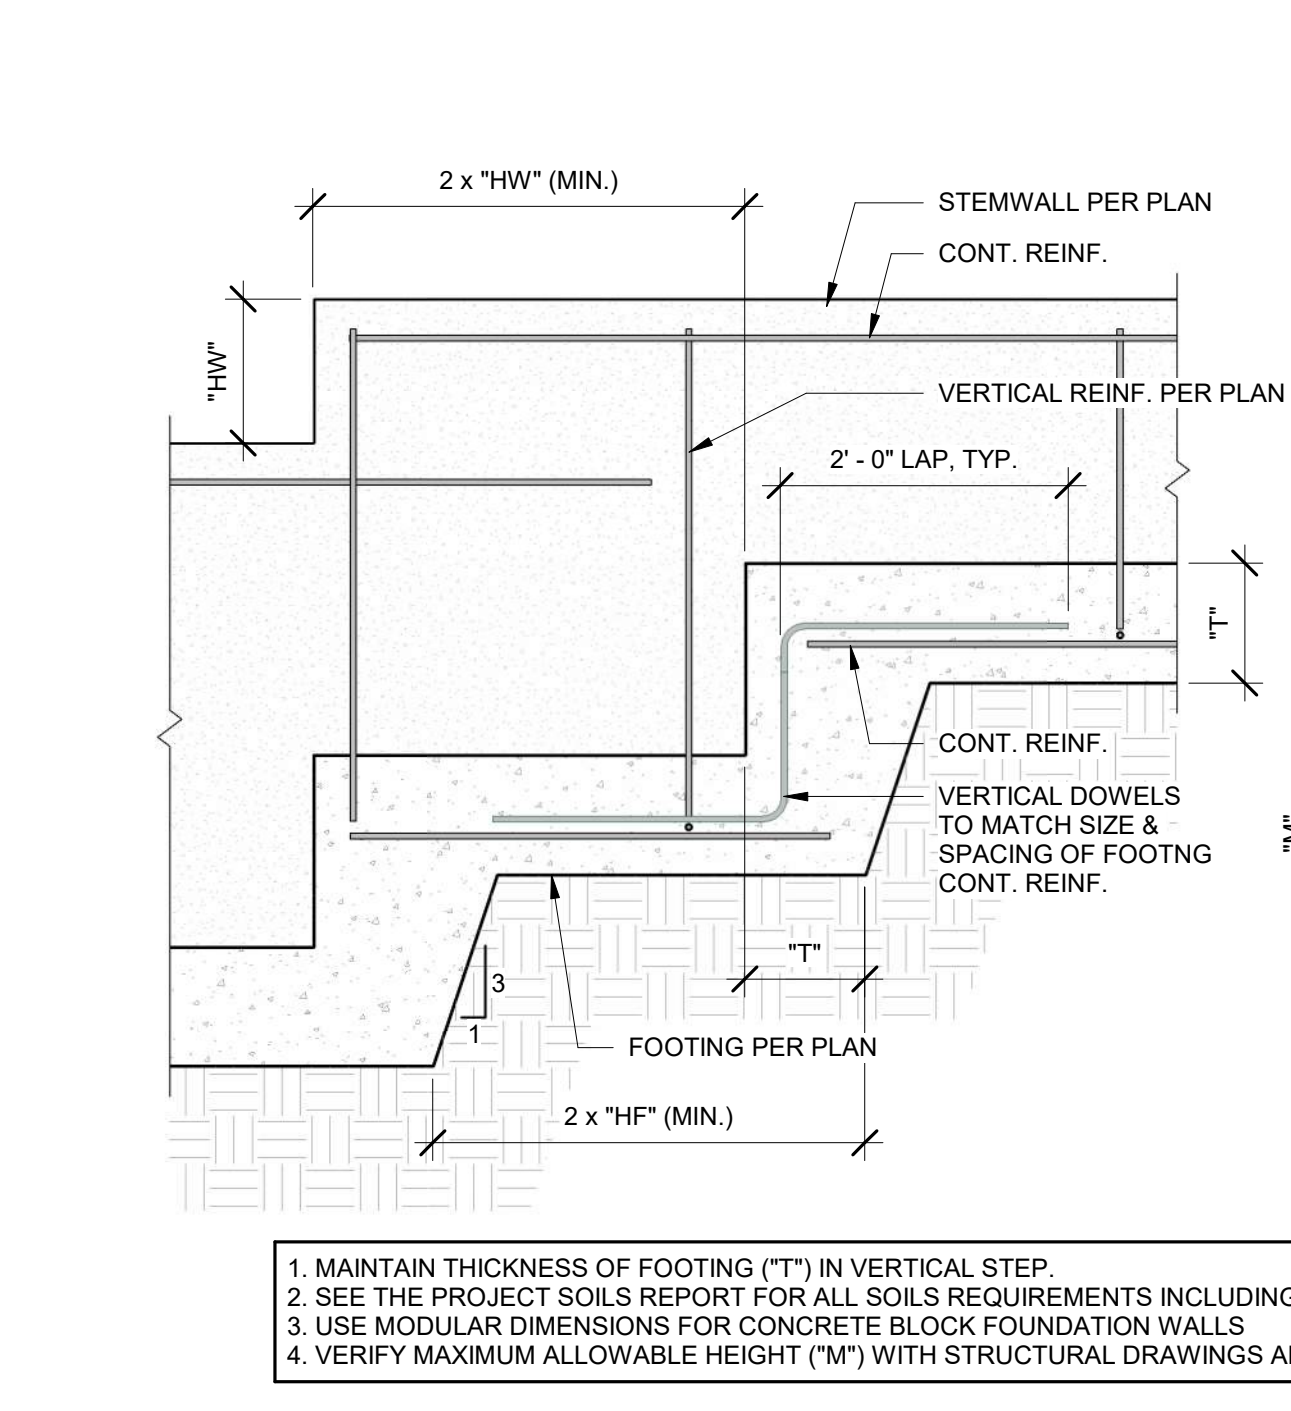 2 x "HW" (MIN.)
STEMWALL PER PLAN
CONT. REINF.
"HW"
VERTICAL REINF. PER PLAN
2' - 0" LAP, TYP.
"T"
CONT. REINF.
VERTICAL DOWELS
TO MATCH SIZE &
SPACING OF FOOTNG
CONT. REINF.
"M"
"T"
3
1
FOOTING PER PLAN
2 x "HF" (MIN.)
1. MAINTAIN THICKNESS OF FOOTING ("T") IN VERTICAL STEP.
2. SEE THE PROJECT SOILS REPORT FOR ALL SOILS REQUIREMENTS INCLUDING
3. USE MODULAR DIMENSIONS FOR CONCRETE BLOCK FOUNDATION WALLS
4. VERIFY MAXIMUM ALLOWABLE HEIGHT ("M") WITH STRUCTURAL DRAWINGS